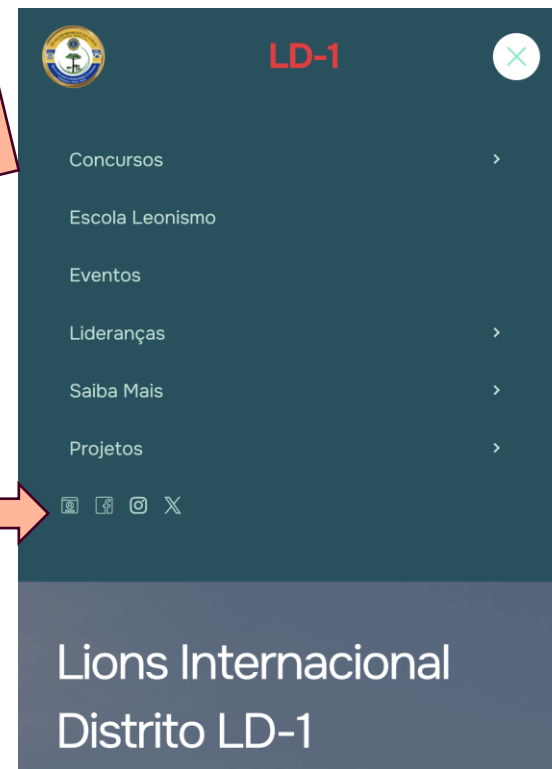 LD-1
Concursos
Escola Leonismo
Eventos
Lideranças
Saiba Mais
Projetos
Lions Internacional
Distrito LD-1